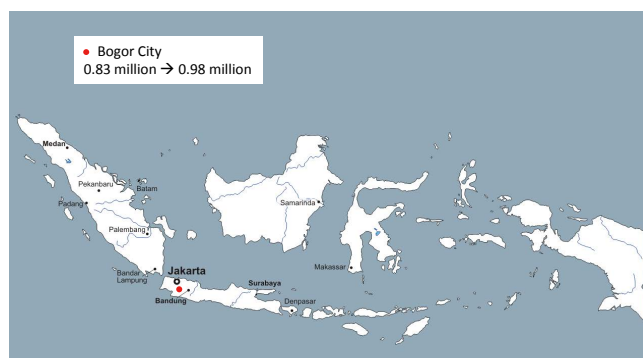 Bogor City
0.83 million → 0.98 million
Medan
Pekanbaru
Batam
Padang
Samarinda
Palembang
Makassar
Bandar
Lampung
Jakarta
Surabaya
Bandung
Denpasar